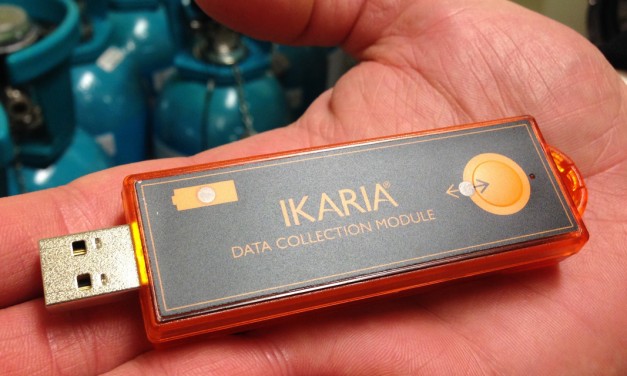 IKARIA®
DATA COLLECTION MODULE